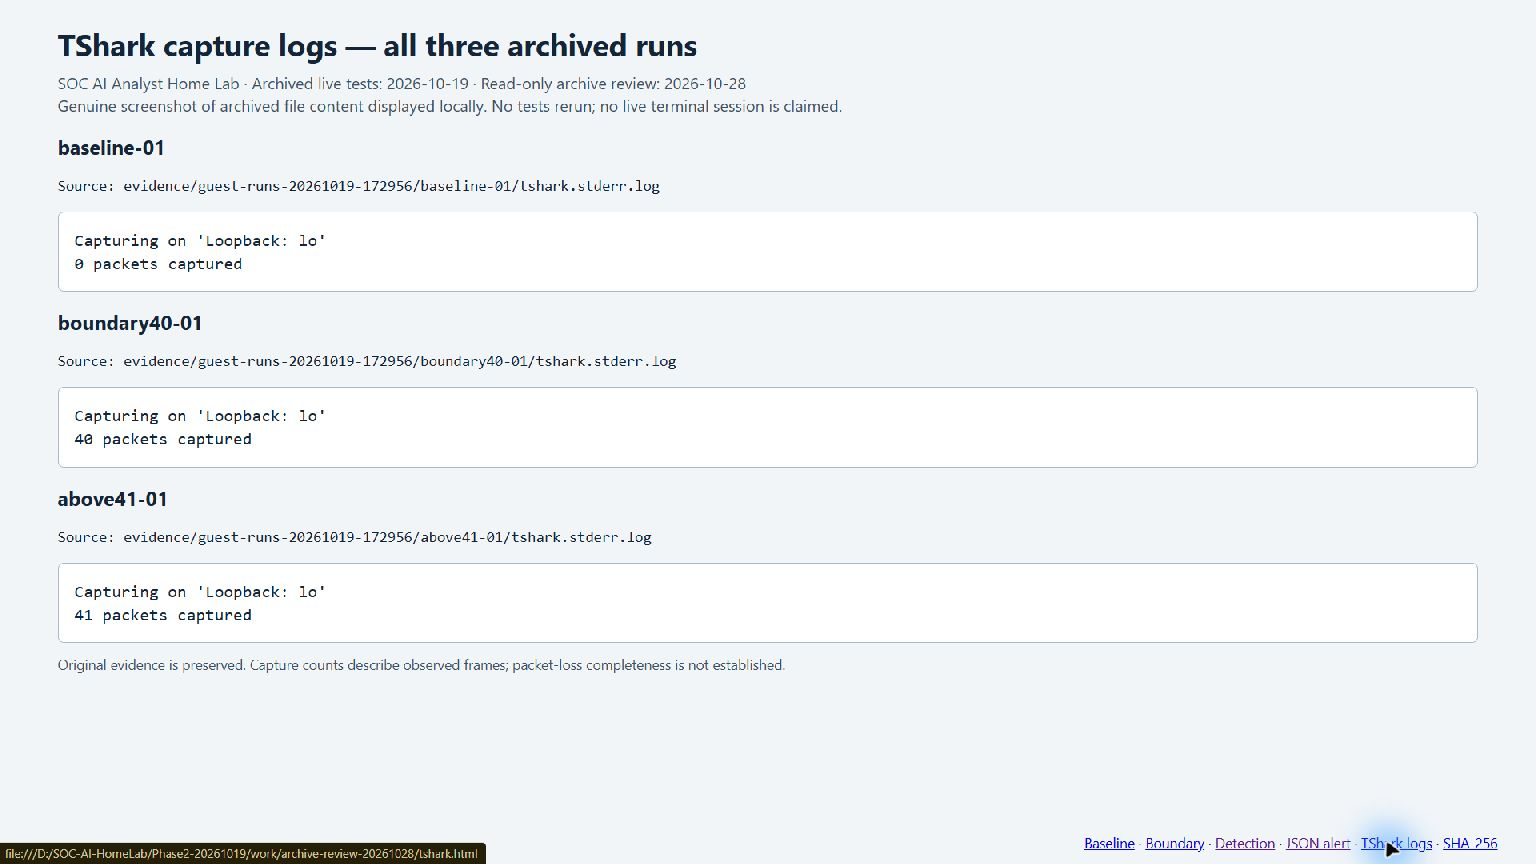 TShark capture logs — all three archived runs
SOC AI Analyst Home Lab · Archived live tests: 2026-10-19 · Read-only archive review: 2026-10-28
Genuine screenshot of archived file content displayed locally. No tests rerun; no live terminal session is claimed.
baseline-01
Source: evidence/guest-runs-20261019-172956/baseline-01/tshark.stderr.log
Capturing on 'Loopback: lo'
0 packets captured
boundary40-01
Source: evidence/guest-runs-20261019-172956/boundary40-01/tshark.stderr.log
Capturing on 'Loopback: lo'
40 packets captured
above41-01
Source: evidence/guest-runs-20261019-172956/above41-01/tshark.stderr.log
Capturing on 'Loopback: lo'
41 packets captured
Original evidence is preserved. Capture counts describe observed frames; packet-loss completeness is not established.
Baseline · Boundary · Detection · JSON alert · TShark logs · SHA-256
file:///D:/SOC-AI-HomeLab/Phase2-20261019/work/archive-review-20261028/tshark.html